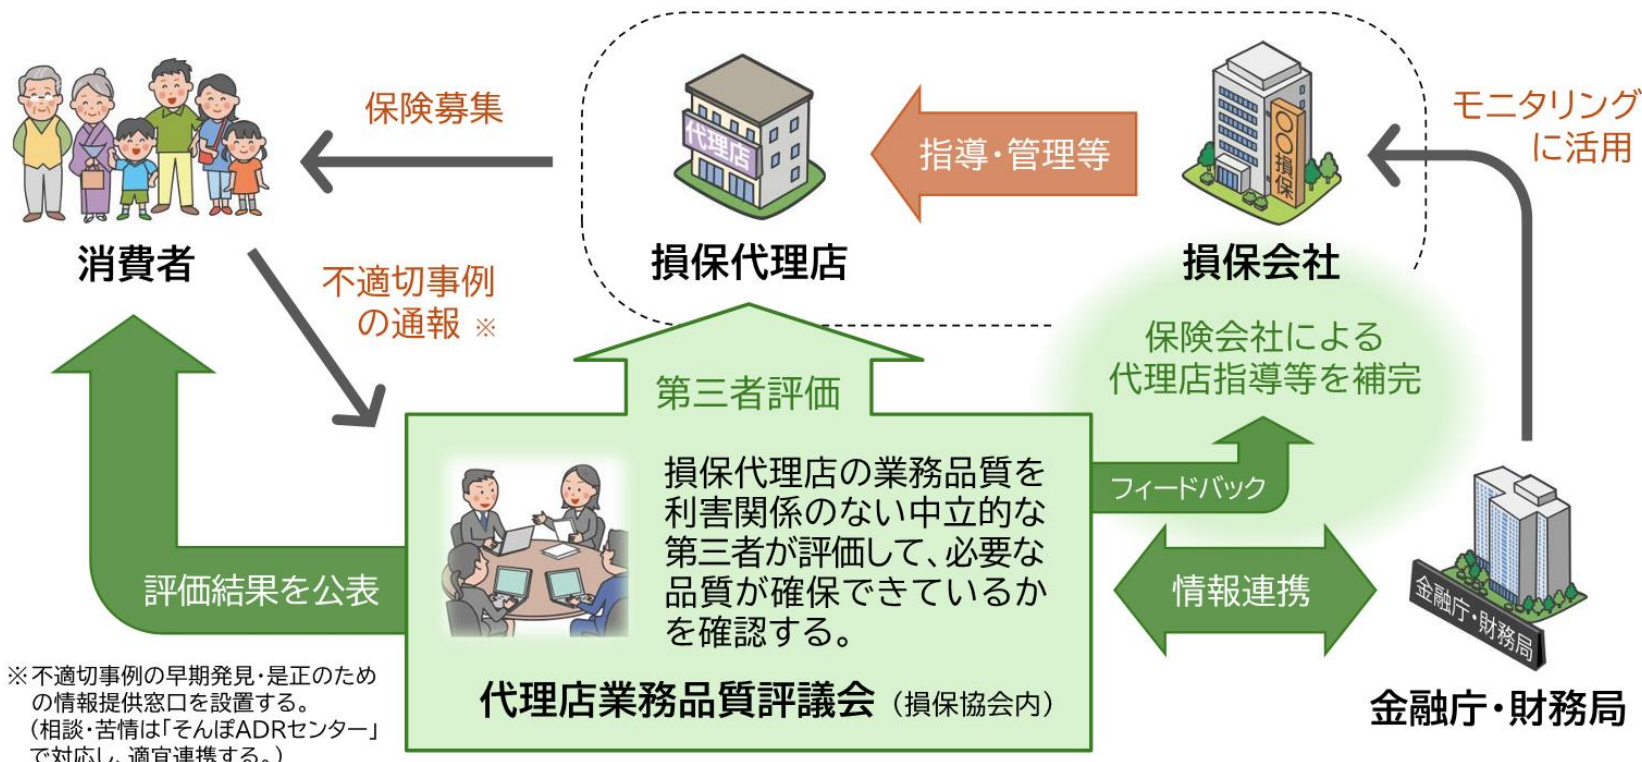 保険募集
代理店
指導・管理等
〇〇損保
モニタリング
に活用
消費者
損保代理店
損保会社
不適切事例
の通報 ※
保険会社による
代理店指導等を補完
第三者評価
フィードバック
損保代理店の業務品質を
利害関係のない中立的な
第三者が評価して、必要な
品質が確保できているか
を確認する。
評価結果を公表
情報連携
金融庁・財務局
代理店業務品質評議会（損保協会内）
金融庁・財務局
※不適切事例の早期発見・是正のため
の情報提供窓口を設置する。
（相談・苦情は「そんぽADRセンター」
で対応し、適宜連携する。）